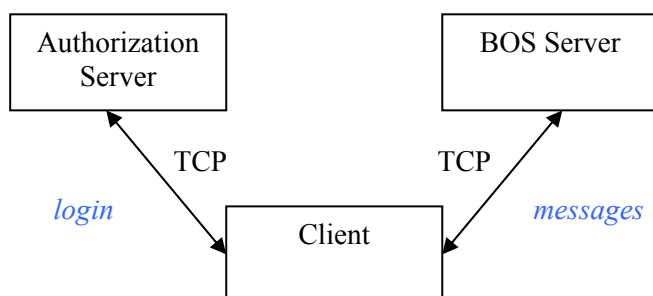 Authorization
Server
BOS Server
TCP
TCP
login
messages
Client